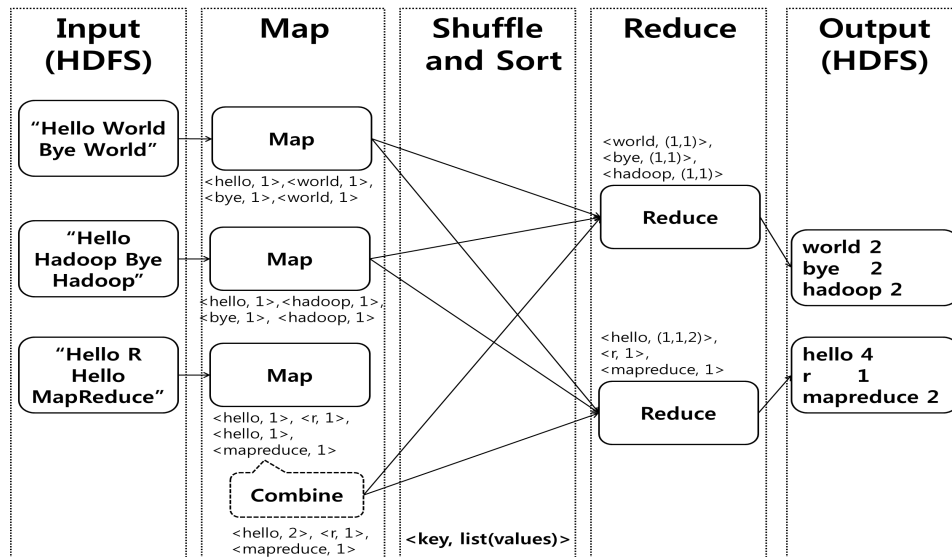 Input
(HDFS)
Map
Shuffle
and Sort
Reduce
Output
(HDFS)
“Hello World
Bye World”
Map
<hello, 1>,<world, 1>,
<bye, 1>,<world, 1>
“Hello
Hadoop Bye
Hadoop”
Map
<hello, 1>,<hadoop, 1>,
<bye, 1>, <hadoop, 1>
“Hello R
Hello
MapReduce”
Map
<hello, 1>, <r, 1>,
<hello, 1>,
<mapreduce, 1>
Combine
<hello, 2>, <r, 1>,
<mapreduce, 1>
<key, list(values)>
<world, (1,1)>,
<bye, (1,1)>,
<hadoop, (1,1)>
Reduce
<hello, (1,1,2)>,
<r, 1>,
<mapreduce, 1>
Reduce
world 2
bye 2
hadoop 2
hello 4
r 1
mapreduce 2